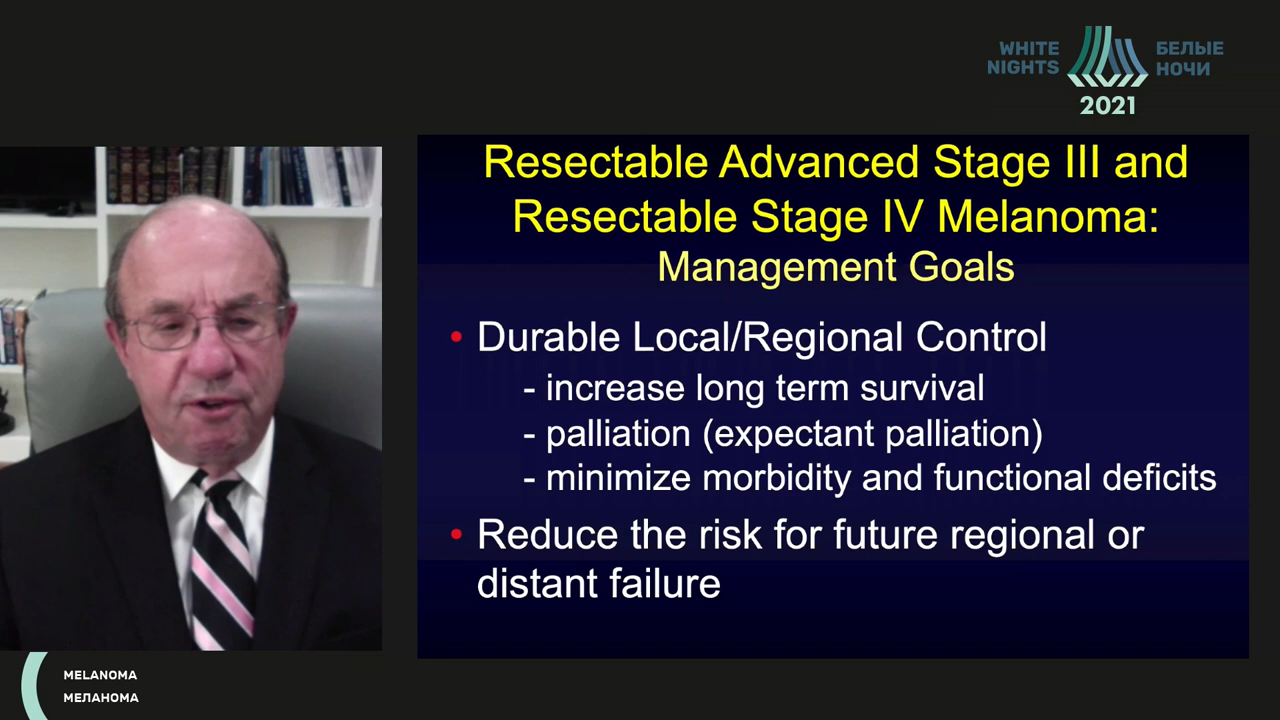 WHITE
NIGHTS
БЕЛЫЕ
НОЧИ
2021
Resectable Advanced Stage III and
Resectable Stage IV Melanoma:
Management Goals
• Durable Local/Regional Control
- increase long term survival
- palliation (expectant palliation)
- minimize morbidity and functional deficits
• Reduce the risk for future regional or
distant failure
MELANOMA
МЕЛАНОМА